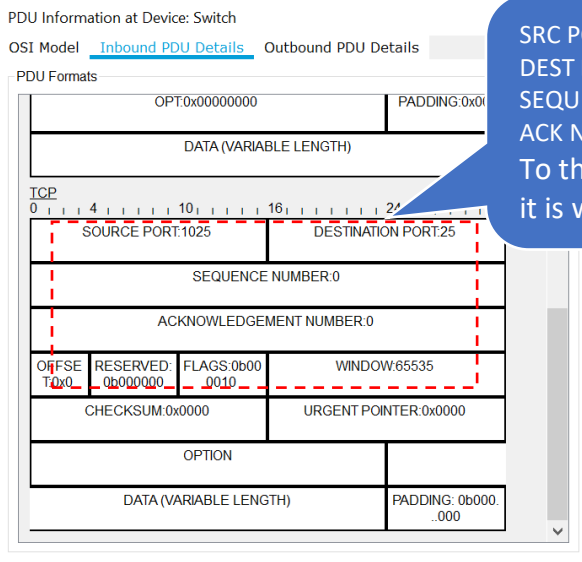 PDU Information at Device: Switch
OSI Model Inbound PDU Details Outbound PDU Details
PDU Formats
OPT:0x00000000 PADDING:0x0
DATA (VARIABLE LENGTH)
TCP
0 4 10 16 24
SOURCE PORT:1025 DESTINATION PORT:25
SEQUENCE NUMBER:0
ACKNOWLEDGEMENT NUMBER:0
OFFSE
T:0x0
RESERVED:
0b000000
FLAGS:0b00
0010
WINDOW:65535
CHECKSUM:0x0000 URGENT POINTER:0x0000
OPTION
DATA (VARIABLE LENGTH) PADDING: 0b000.
..000
SRC
DEST
ACK
To
it is